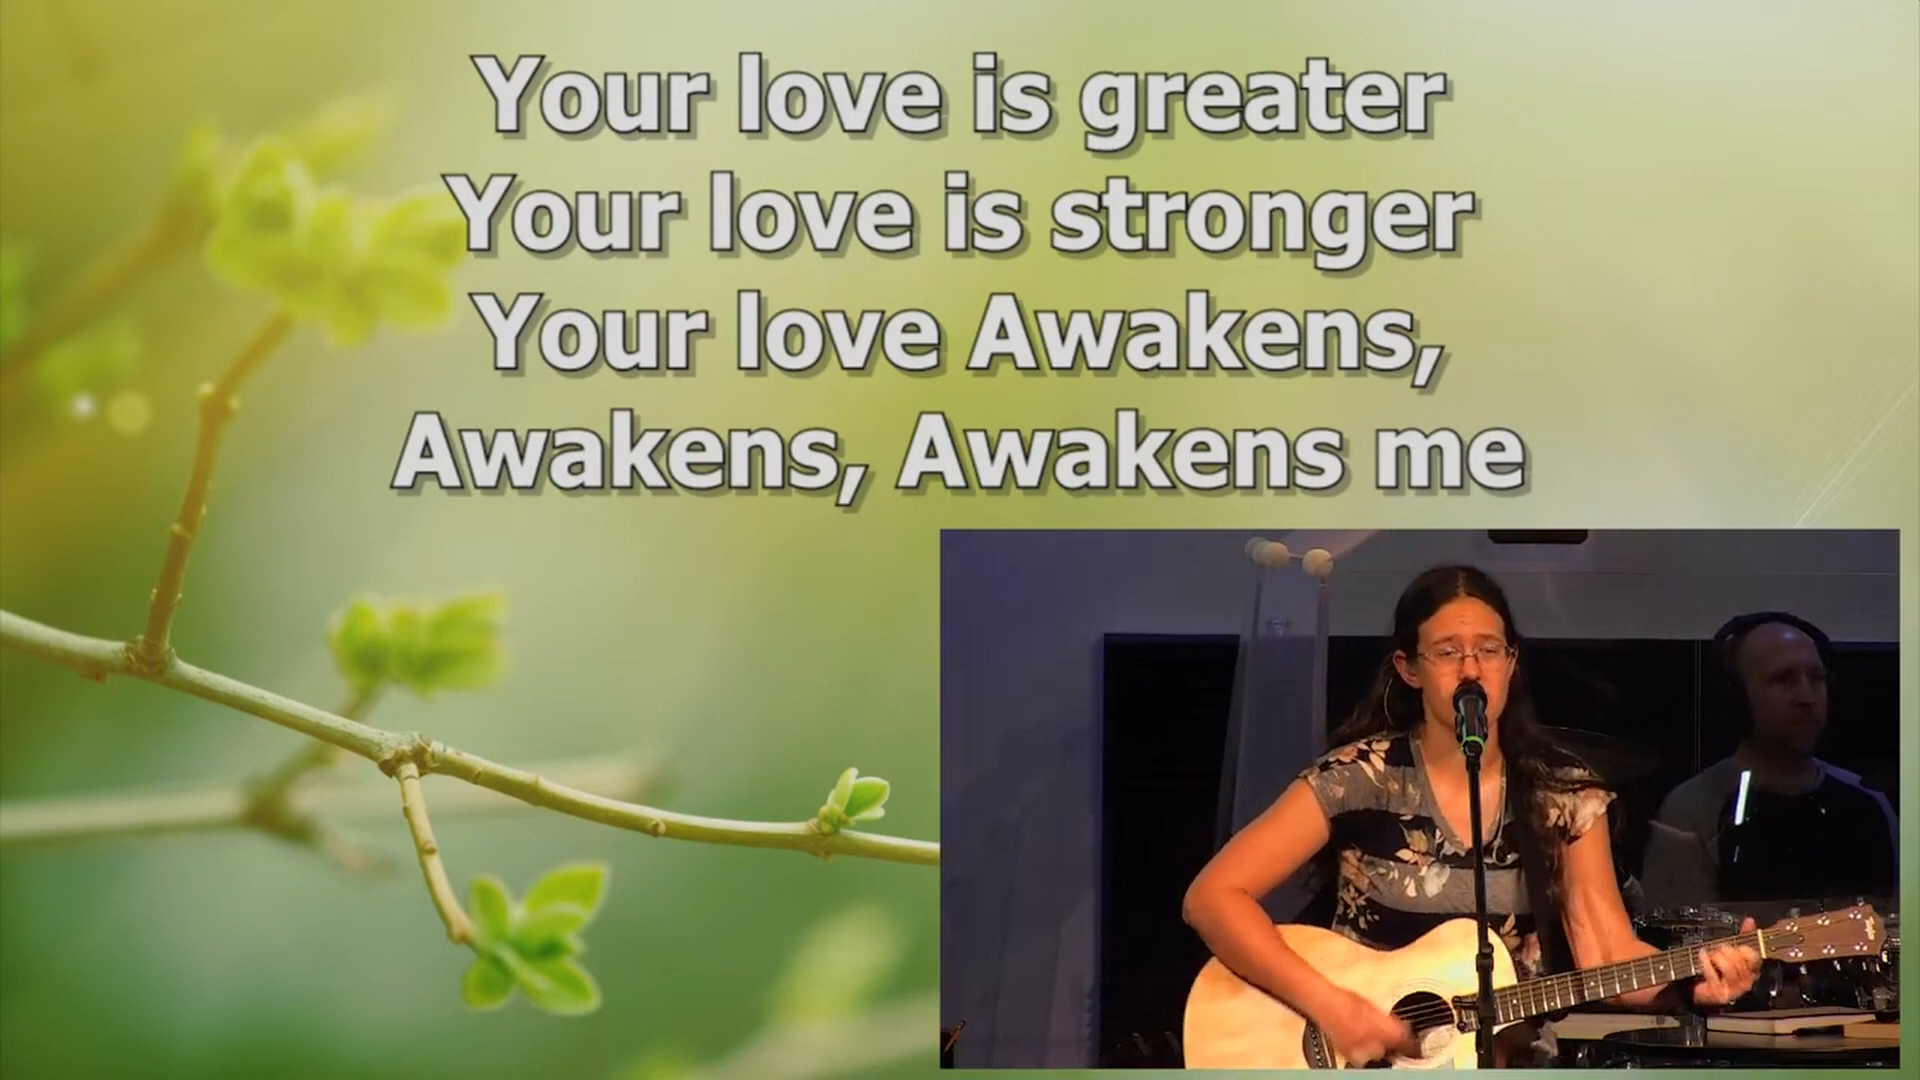 Your love is greater
Your love is stronger
Your love Awakens,
Awakens, Awakens me